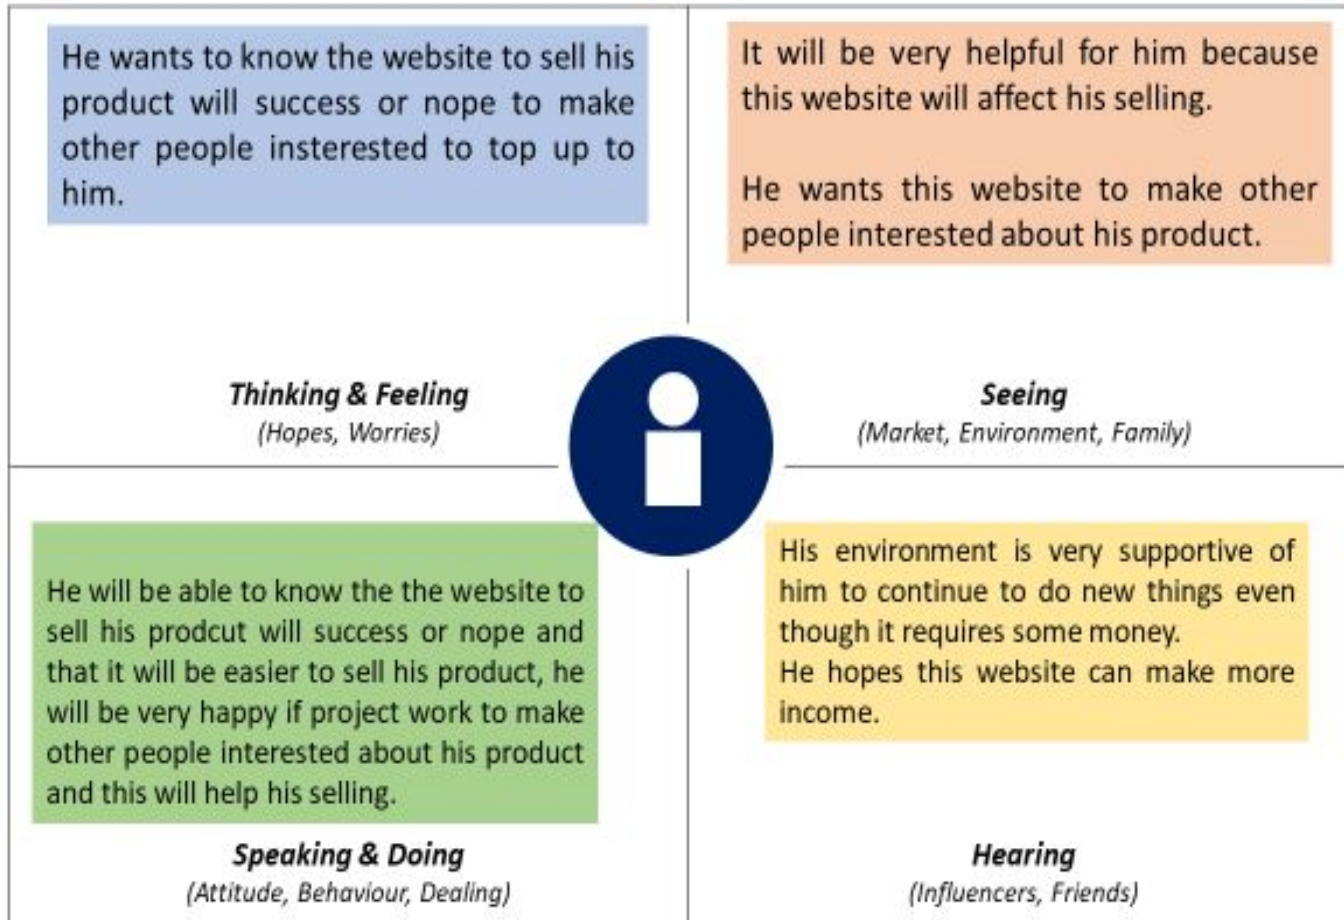 He wants to know the website to sell his
product will success or nope to make
other people insterested to top up to
him.
Thinking & Feeling
(Hopes, Worries)
It will be very helpful for him because
this website will affect his selling.
He wants this website to make other
people interested about his product.
Seeing
(Market, Environment, Family)
He will be able to know the the website to
sell his prodcut will success or nope and
that it will be easier to sell his product, he
will be very happy if project work to make
other people interested about his product
and this will help his selling.
Speaking & Doing
(Attitude, Behaviour, Dealing)
His environment is very supportive of
him to continue to do new things even
though it requires some money.
He hopes this website can make more
income.
Hearing
(Influencers, Friends)